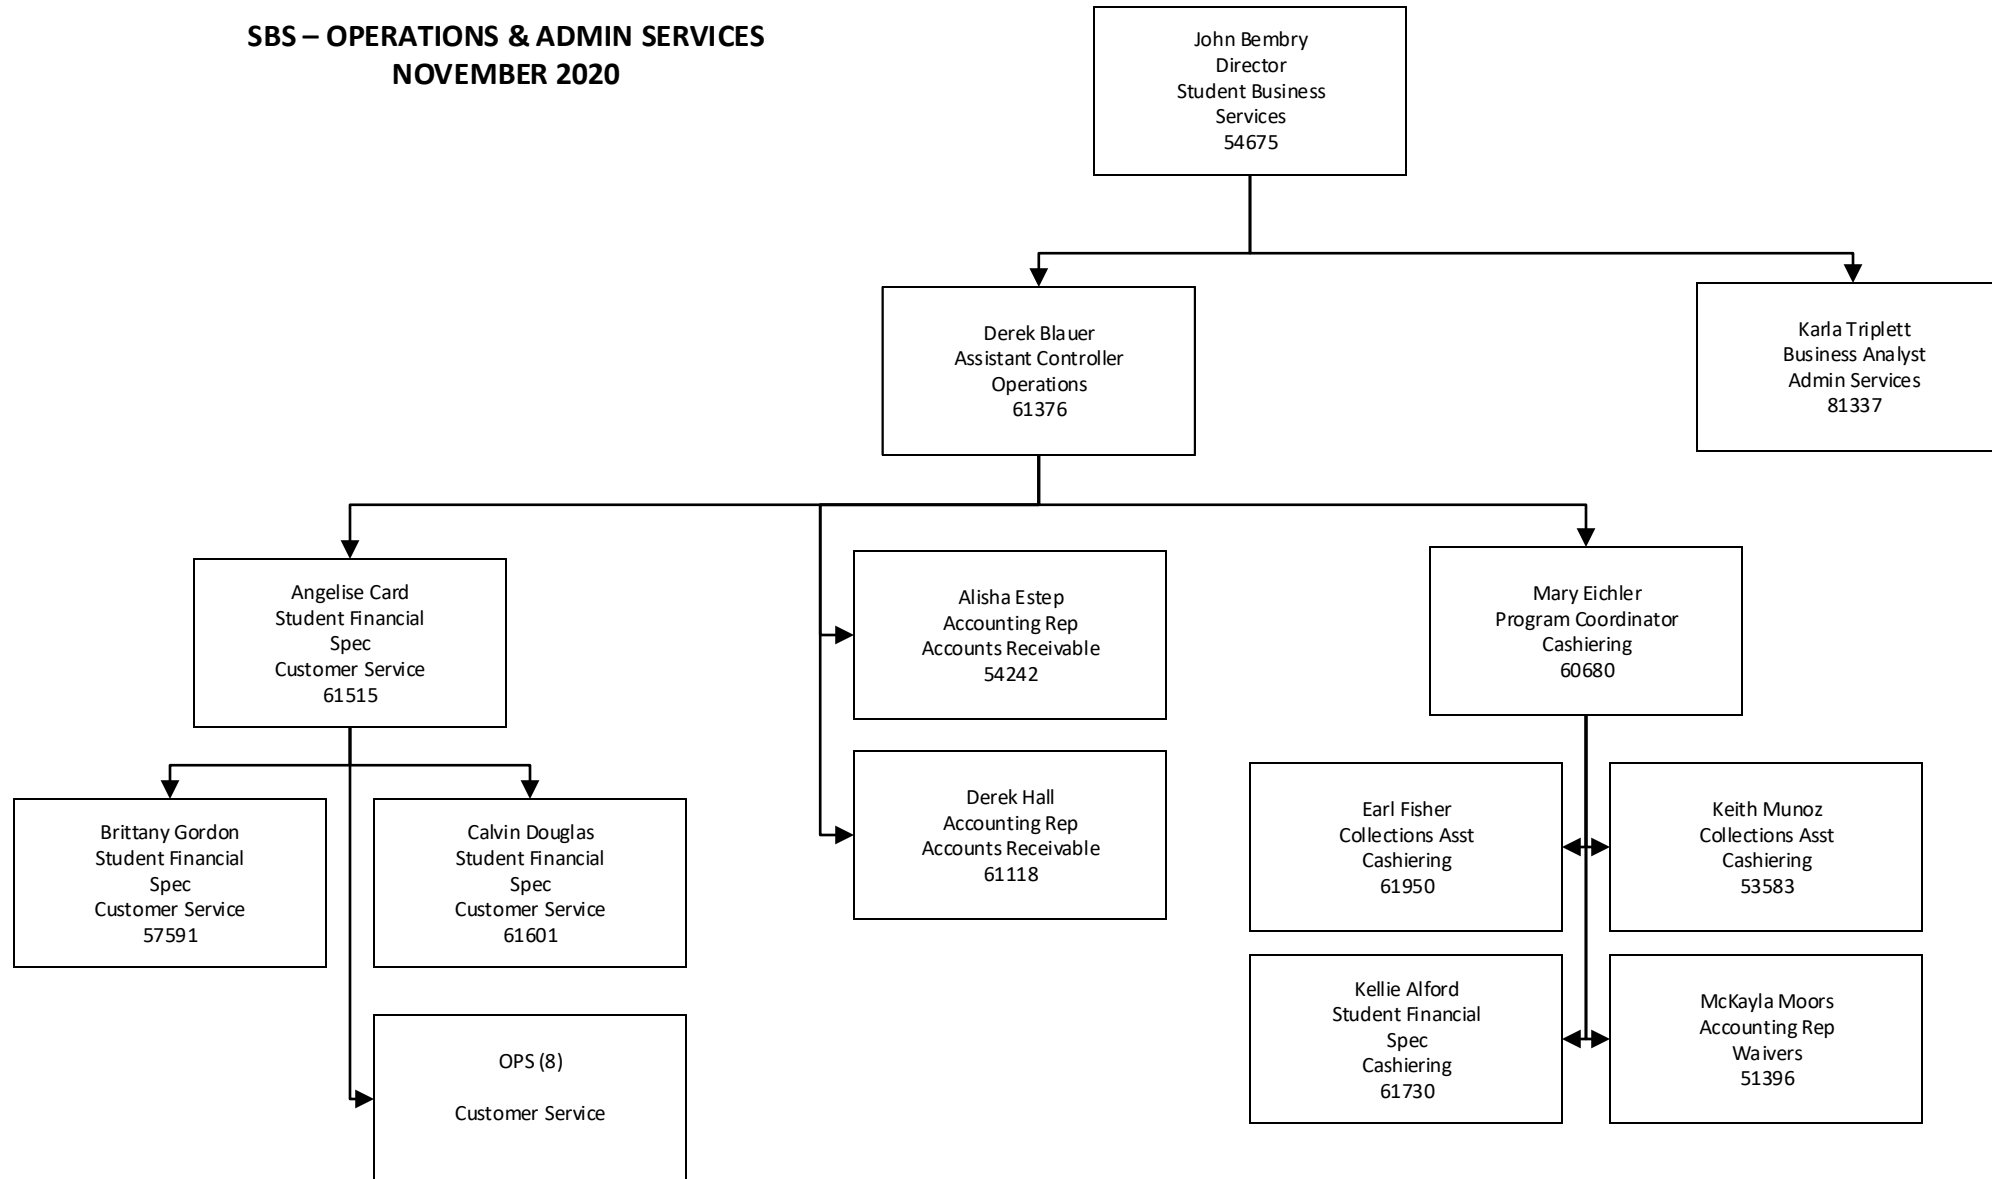 SBS – OPERATIONS & ADMIN SERVICES
NOVEMBER 2020
John Bembry
Director
Student Business
Services
54675
Derek Blauer
Assistant Controller
Operations
61376
Karla Triplett
Business Analyst
Admin Services
81337
Angelise Card
Student Financial
Spec
Customer Service
61515
Alisha Estep
Accounting Rep
Accounts Receivable
54242
Mary Eichler
Program Coordinator
Cashiering
60680
Brittany Gordon
Student Financial
Spec
Customer Service
57591
Calvin Douglas
Student Financial
Spec
Customer Service
61601
Derek Hall
Accounting Rep
Accounts Receivable
61118
Earl Fisher
Collections Asst
Cashiering
61950
Keith Munoz
Collections Asst
Cashiering
53583
OPS (8)
Customer Service
Kellie Alford
Student Financial
Spec
Cashiering
61730
McKayla Moors
Accounting Rep
Waivers
51396